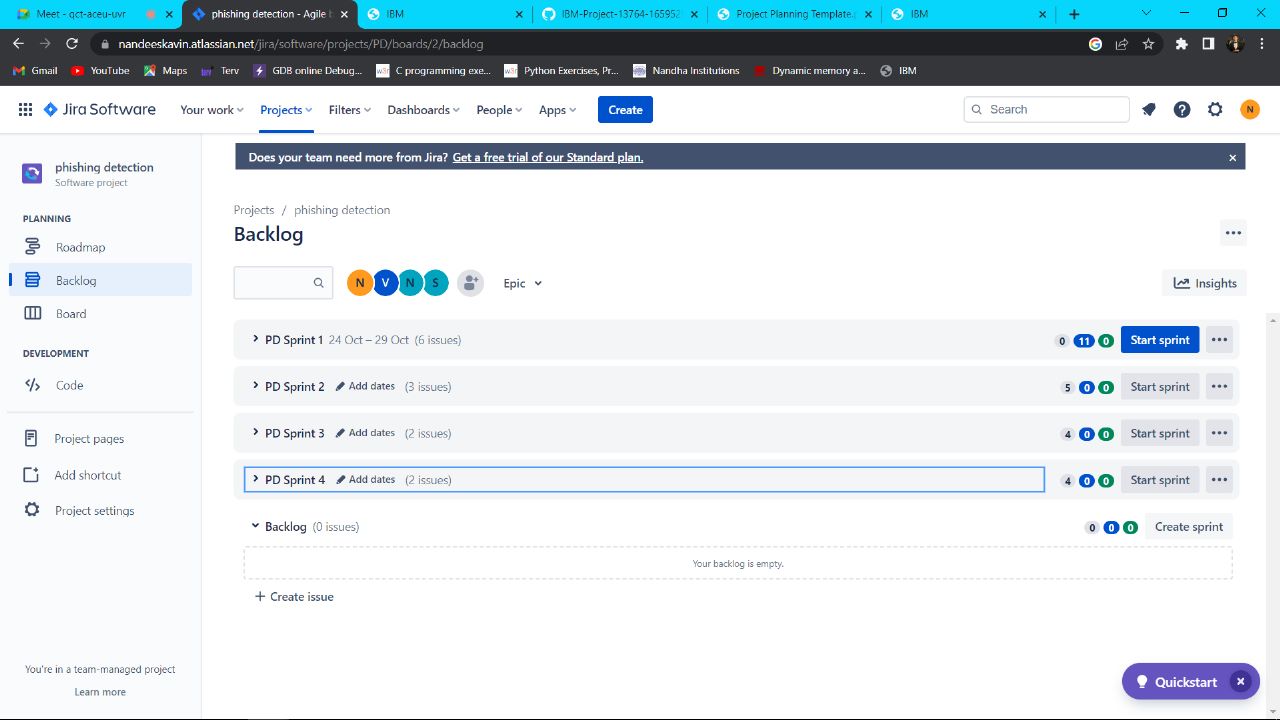 Meet - qct-aceu-uvr
phishing detection - Agile b
IBM
IBM-Project-13764-165952
Project Planning Template.p
IBM
nandeeskavin.atlassian.net/jira/software/projects/PD/boards/2/backlog
Gmail
YouTube
Maps
Terv
GDB online Debug...
C programming exe...
Python Exercises, Pr...
Nandha Institutions
Dynamic memory a...
IBM
Jira Software
Your work
Projects
Filters
Dashboards
People
Apps
Create
Search
N
Does your team need more from Jira? Get a free trial of our Standard plan.
phishing detection
Software project
PLANNING
Roadmap
Backlog
Board
DEVELOPMENT
Code
Project pages
Add shortcut
Project settings
You're in a team-managed project
Learn more
Projects / phishing detection
Backlog
N V N S
Epic
Insights
PD Sprint 1 24 Oct – 29 Oct (6 issues) 0 11 0 Start sprint
PD Sprint 2 Add dates (3 issues) 5 0 0 Start sprint
PD Sprint 3 Add dates (2 issues) 4 0 0 Start sprint
PD Sprint 4 Add dates (2 issues) 4 0 0 Start sprint
Backlog (0 issues) 0 0 0 Create sprint
Your backlog is empty.
+ Create issue
Quickstart